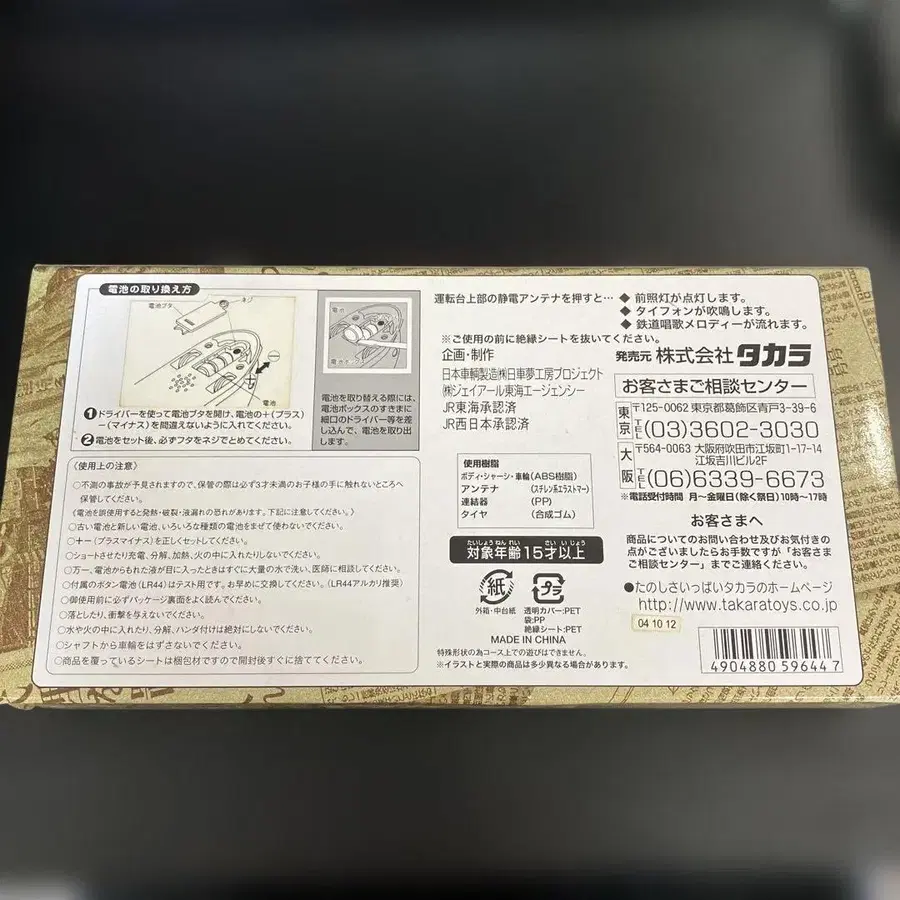 電池の取り換え方
電池ブタ
ネジ
電池
電池ボックス
❶ドライバーを使って電池ブタを開け、電池の＋(プラス)
－(マイナス)を間違えないように入れてください。
❷電池をセット後、必ずフタをネジでとめてください。
電池を取り替える際には、
電池ボックスのすきまに
細口のドライバー等を差
し込んで、電池を取り出
します。
〈使用上の注意〉
○不測の事故が予見されますので、保管の際は必ず3才未満のお子様の手に触れないところへ
保管してください。
《電池を誤使用すると発熱・破裂・液漏れの恐れがあります。下記に注意してください。》
○古い電池と新しい電池、いろいろな種類の電池をまぜて使わないでください。
○＋－(プラスマイナス)を正しくセットしてください。
○ショートさせたり充電、分解、加熱、火の中に入れたりしないでください。
○万一、電池からもれた液が目に入ったときはすぐに大量の水で洗い、医師に相談してください。
○付属のボタン電池(LR44)はテスト用です。お早めに交換してください。(LR44アルカリ推奨)
○御使用前に必ずパッケージ裏面をよく読んでください。
○落としたり、衝撃を与えないでください。
○水や火の中に入れたり、分解、ハンダ付けは絶対にしないでください。
○シャフトから車輪をはずさないでください。
○商品を覆っているシートは梱包材ですので開封後すぐに捨ててください。
運転台上部の静電アンテナを押すと…
◆ 前照灯が点灯します。
◆ タイフォンが吹鳴します。
◆ 鉄道唱歌メロディーが流れます。
※ご使用の前に絶縁シートを抜いてください。
企画・制作
日本車輌製造㈱日車夢工房プロジェクト
㈱ジェイアール東海エージェンシー
JR東海承認済
JR西日本承認済
使用樹脂
ボディ・シャーシ・車輪(ABS樹脂)
アンテナ (スチレン系エラストマー)
連結器 (PP)
タイヤ (合成ゴム)
たいしょうねんれい さいいじょう
対象年齢15才以上
紙
外箱・中台紙
プラ
透明カバー:PET
袋:PP
絶縁シート:PET
MADE IN CHINA
特殊形状の為コース上での遊びはできません。
※イラストと実際の商品は多少異なる場合があります。
発売元 株式会社タカラ
お客さまご相談センター
東京 〒125-0062 東京都葛飾区青戸3-39-6
TEL (03)3602-3030
大阪 〒564-0063 大阪府吹田市江坂町1-17-14
江坂吉川ビル2F
TEL (06)6339-6673
※電話受付時間 月～金曜日(除く祭日)10時～17時
お客さまへ
商品についてのお問い合わせ及びお気付きの
点がございましたらお手数ですが「お客さま
ご相談センター」までご連絡ください。
■たのしさいっぱいタカラのホームページ
http://www.takaratoys.co.jp
04 10 12
4904880 596447